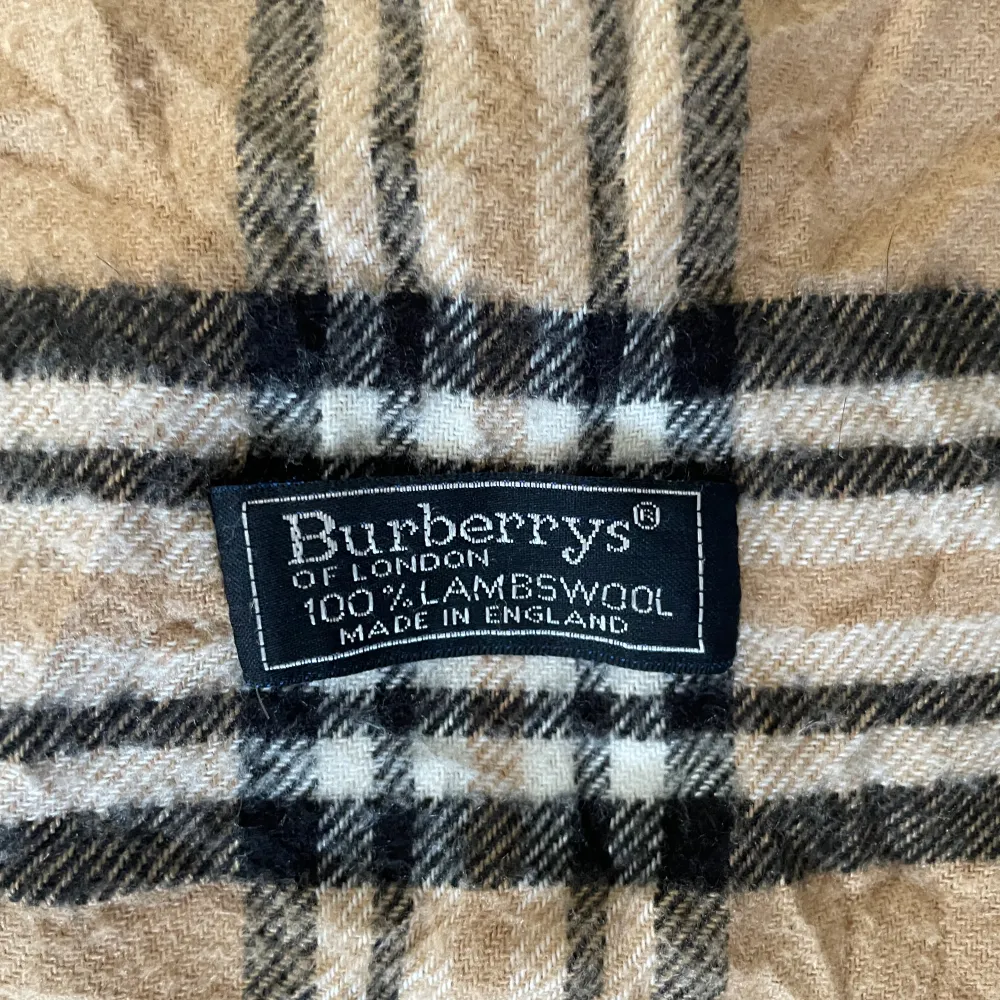 Burberrys®
OF LONDON
100% LAMBSWOOL
MADE IN ENGLAND